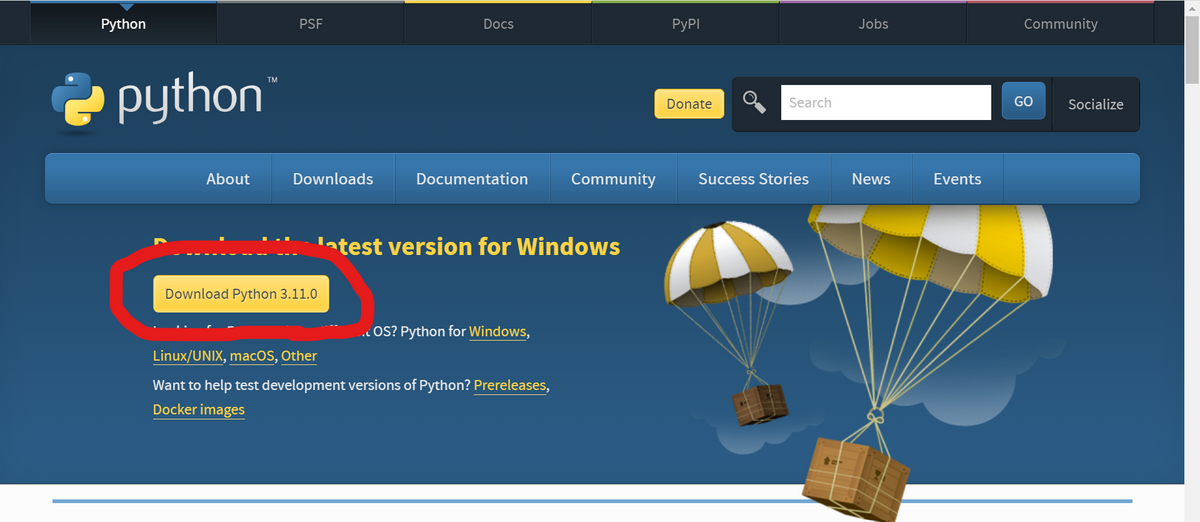 Python PSF Docs PyPI Jobs Community
python™
Donate Search GO Socialize
About Downloads Documentation Community Success Stories News Events
Download the latest version for Windows
Download Python 3.11.0
OS? Python for Windows,
Linux/UNIX, macOS, Other
Want to help test development versions of Python? Prereleases,
Docker images